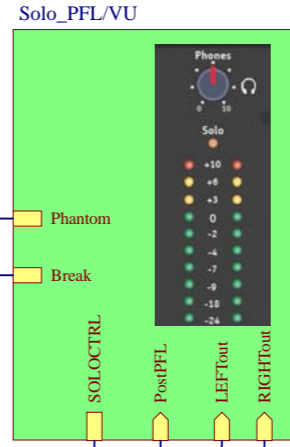 Solo_PFL/VU
Phones
0 10
Solo
+10
+6
+3
0
-2
-4
-7
-9
-18
-24
Phantom
Break
SOLOCTRL
PostPFL
LEFTout
RIGHTout